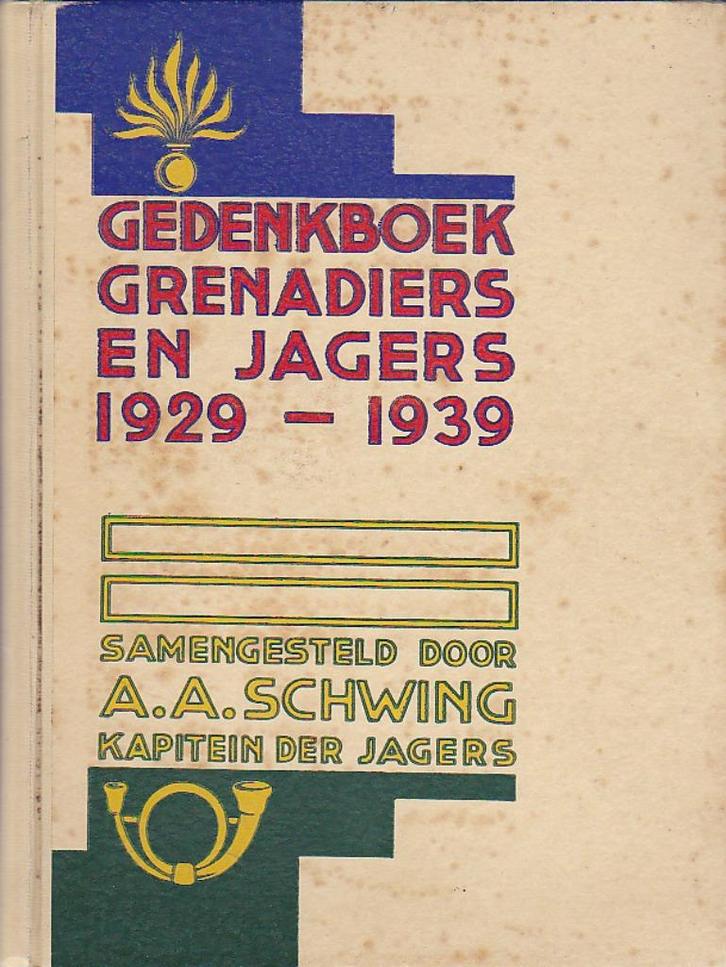 GEDENKBOEK
GRENADIERS
EN JAGERS
1929 – 1939
SAMENGESTELD DOOR
A.A. SCHWING
KAPITEIN DER JAGERS